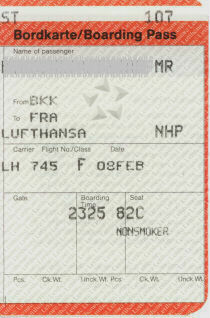 ST 107
Bordkarte/Boarding Pass
Name of passenger
MR
From BKK
To FRA
LUFTHANSA NHP
Carrier Flight No./Class Date
LH 745 F 08FEB
Gate Boarding Time Seat
2325 82C
NONSMOKER
Pcs. Ck.Wt. Unck.Wt. Pcs Ck.Wt. Unck.Wt